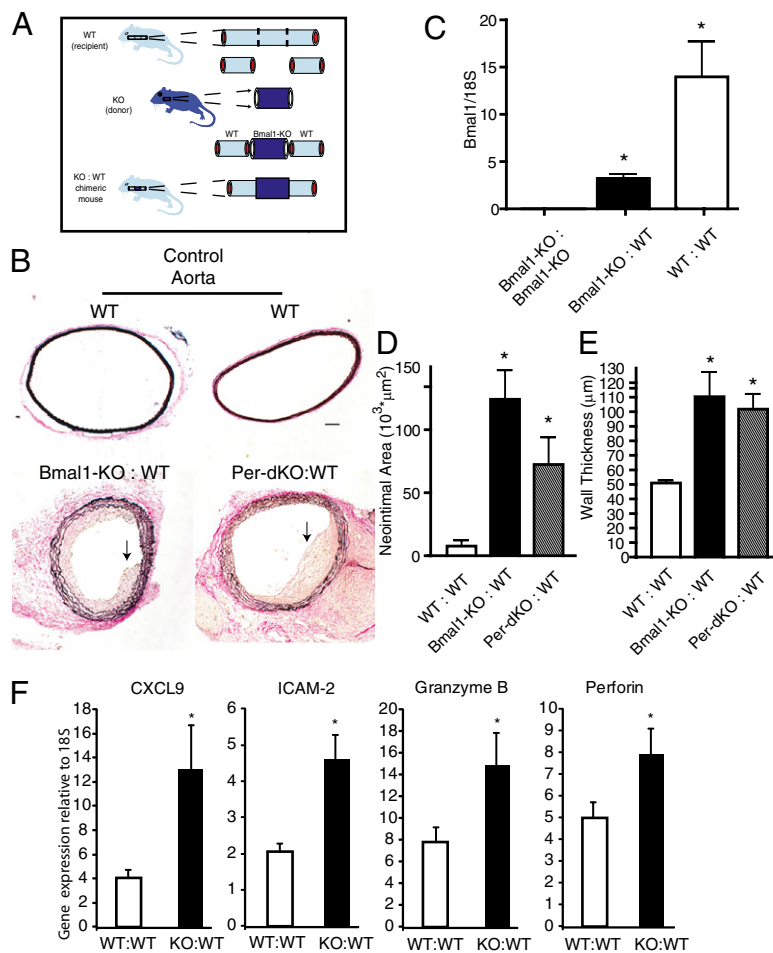 A
WT
(recipient)
KO
(donor)
WT Bmal1-KO WT
KO : WT
chimeric
mouse
B
Control
Aorta
WT WT
Bmal1-KO : WT Per-dKO:WT
C
Bmal1/18S
20
15
10
5
0
*
*
Bmal1-KO :
Bmal1-KO
Bmal1-KO : WT
WT : WT
D
Neointimal Area (10³*µm²)
150
100
50
0
*
*
WT : WT
Bmal1-KO : WT
Per-dKO : WT
E
Wall Thickness (µm)
130
120
110
100
90
80
70
60
50
40
30
20
10
0
*
*
WT : WT
Bmal1-KO : WT
Per-dKO : WT
F
Gene expression relative to 18S
CXCL9
18
16
14
12
10
8
6
4
2
0
*
WT:WT KO:WT
ICAM-2
6
5
4
3
2
1
0
*
WT:WT KO:WT
Granzyme B
20
18
16
14
12
10
8
6
4
2
0
*
WT:WT KO:WT
Perforin
10
9
8
7
6
5
4
3
2
1
0
*
WT:WT KO:WT